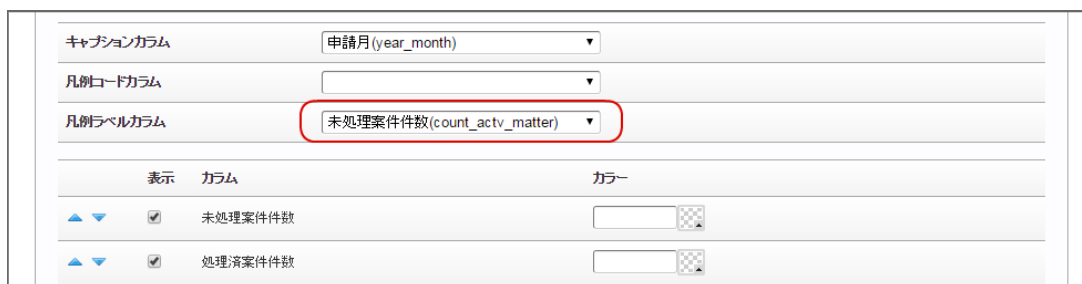 キャプションカラム 申請月(year_month)
凡例コードカラム
凡例ラベルカラム 未処理案件件数(count_actv_matter)
表示 カラム カラー
未処理案件件数
処理済案件件数